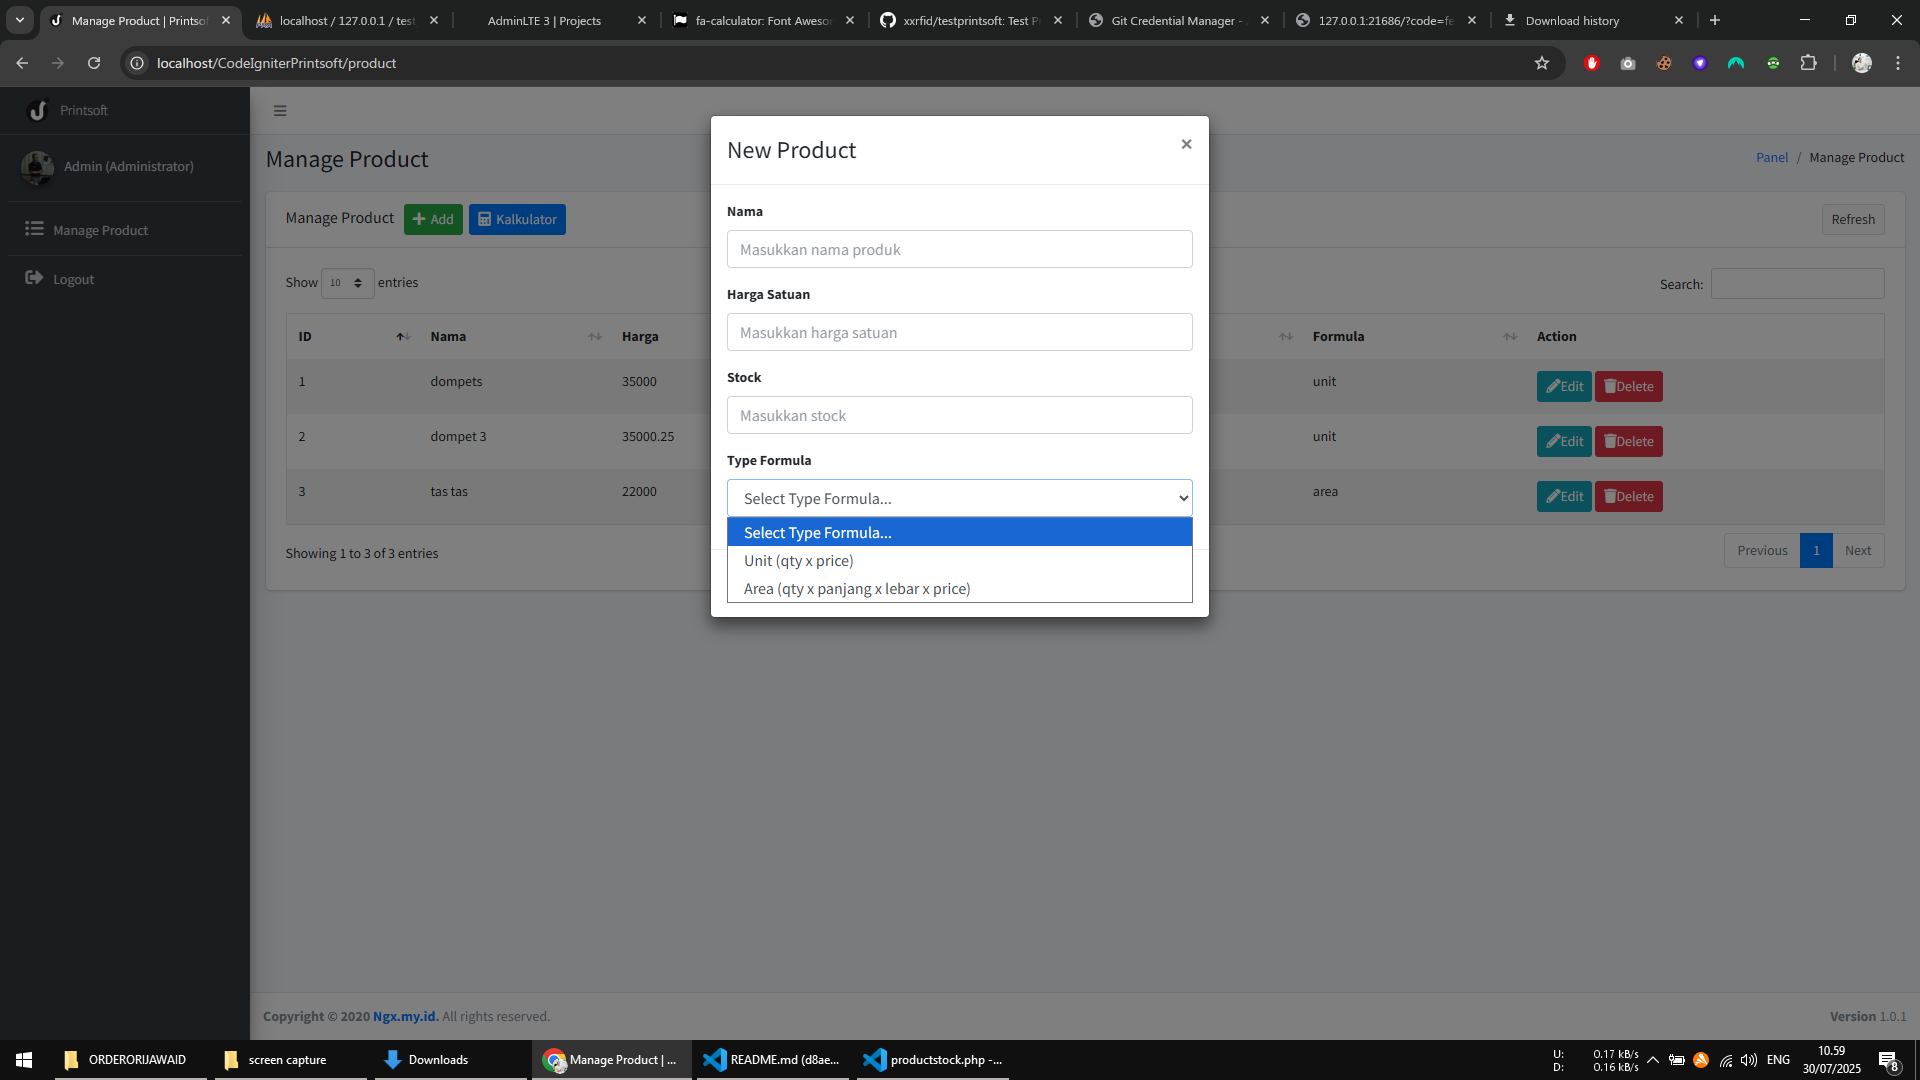 Manage Product | Printsof
localhost / 127.0.0.1 / test
AdminLTE 3 | Projects
fa-calculator: Font Aweso
xxrfid/testprintsoft: Test P
Git Credential Manager -
127.0.0.1:21686/?code=fe
Download history
localhost/CodeIgniterPrintsoft/product
Printsoft
Admin (Administrator)
Manage Product
Logout
Manage Product
Panel / Manage Product
Manage Product
Add
Kalkulator
Refresh
Show 10 entries
Search:
ID Nama Harga Formula Action
1 dompets 35000 unit Edit Delete
2 dompet 3 35000.25 unit Edit Delete
3 tas tas 22000 area Edit Delete
Showing 1 to 3 of 3 entries
Previous 1 Next
New Product
×
Nama
Masukkan nama produk
Harga Satuan
Masukkan harga satuan
Stock
Masukkan stock
Type Formula
Select Type Formula...
Select Type Formula...
Unit (qty x price)
Area (qty x panjang x lebar x price)
Copyright © 2020 Ngx.my.id. All rights reserved.
Version 1.0.1
ORDERORIJAWAID
screen capture
Downloads
Manage Product | ...
README.md (d8ae...
productstock.php -...
U: 0.17 kB/s
D: 0.16 kB/s
ENG
10.59
30/07/2025
8